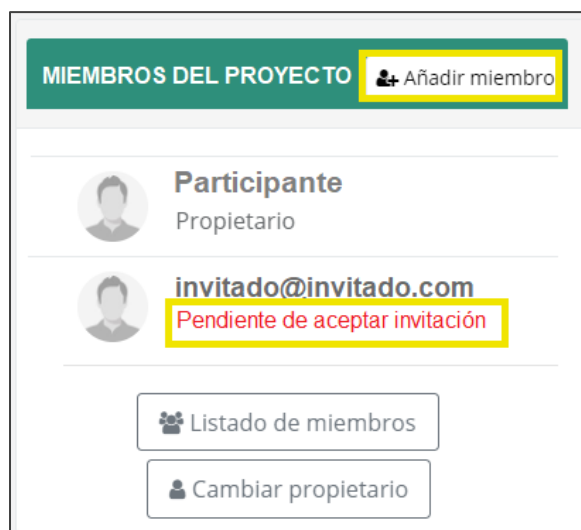 MIEMBROS DEL PROYECTO Añadir miembro
Participante
Propietario
invitado@invitado.com
Pendiente de aceptar invitación
Listado de miembros
Cambiar propietario